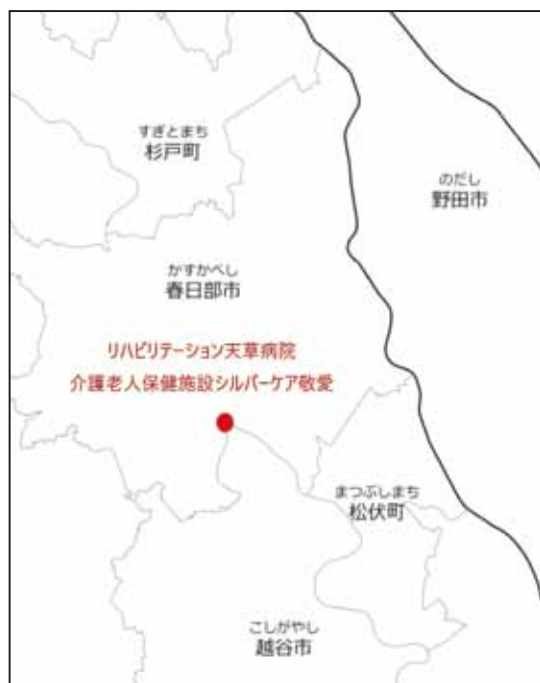 すぎとまち
杉戸町
のだし
野田市
かすかべし
春日部市
リハビリテーション天草病院
介護老人保健施設シルバーケア敬愛
まつぶしまち
松伏町
こしがやし
越谷市